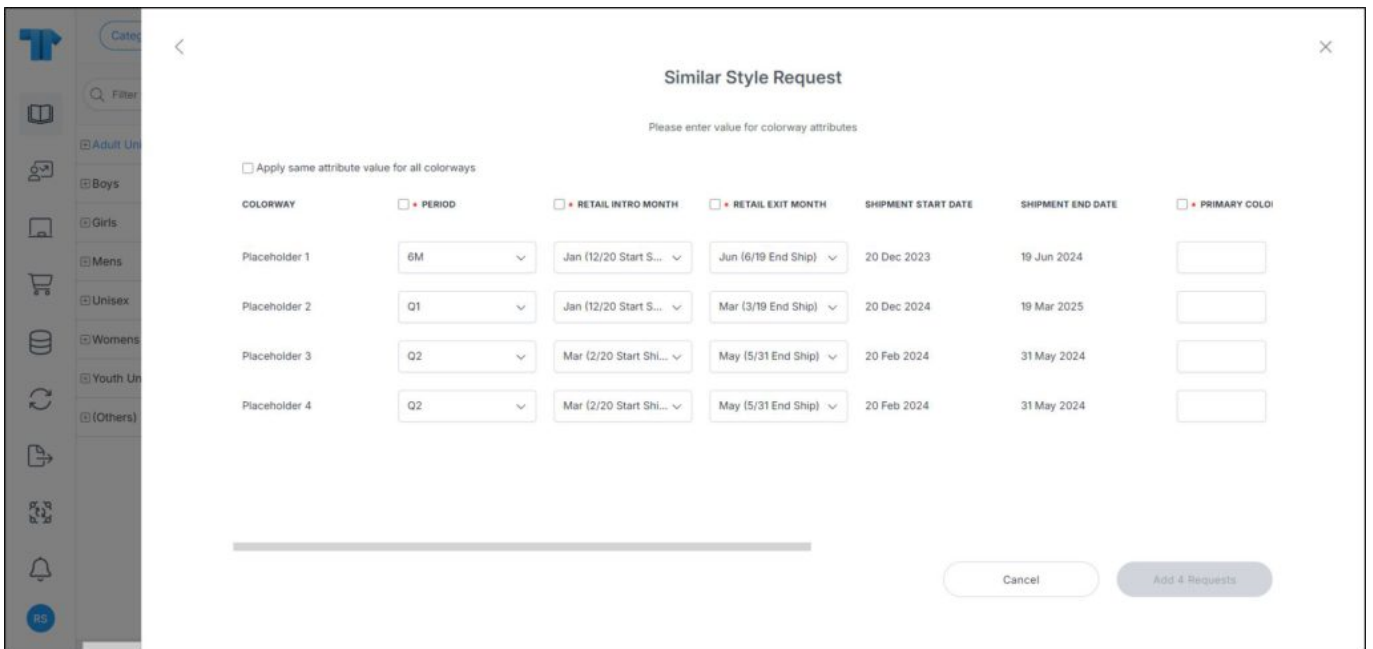 Categ
Similar Style Request
Filter
Please enter value for colorway attributes
Adult Uni
Apply same attribute value for all colorways
Boys
COLORWAY * PERIOD * RETAIL INTRO MONTH * RETAIL EXIT MONTH SHIPMENT START DATE SHIPMENT END DATE * PRIMARY COLO
Girls
Placeholder 1 6M Jan (12/20 Start S... Jun (6/19 End Ship) 20 Dec 2023 19 Jun 2024
Mens
Unisex
Placeholder 2 Q1 Jan (12/20 Start S... Mar (3/19 End Ship) 20 Dec 2024 19 Mar 2025
Womens
Placeholder 3 Q2 Mar (2/20 Start Shi... May (5/31 End Ship) 20 Feb 2024 31 May 2024
Youth Un
Placeholder 4 Q2 Mar (2/20 Start Shi... May (5/31 End Ship) 20 Feb 2024 31 May 2024
(Others)
Cancel Add 4 Requests
RS